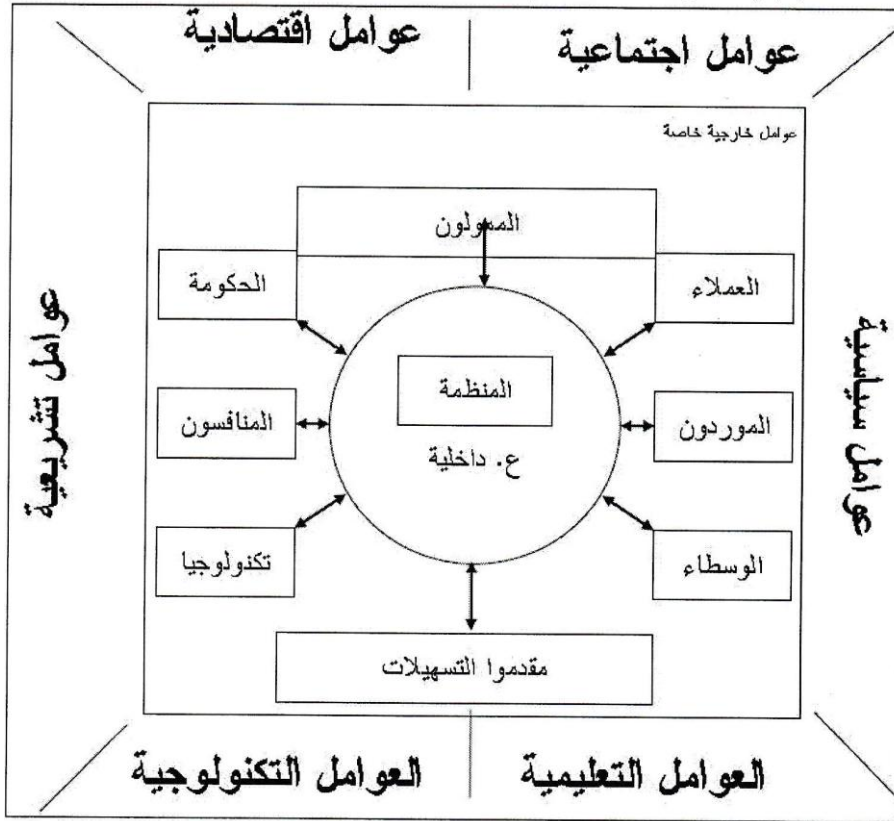 عوامل اجتماعية
عوامل اقتصادية
عوامل خارجية خاصة
الممولون
العملاء
الحكومة
المنظمة
الموردون
المنافسون
ع. داخلية
الوسطاء
تكنولوجيا
مقدموا التسهيلات
عوامل سياسية
عوامل تشريعية
العوامل التعليمية
العوامل التكنولوجية